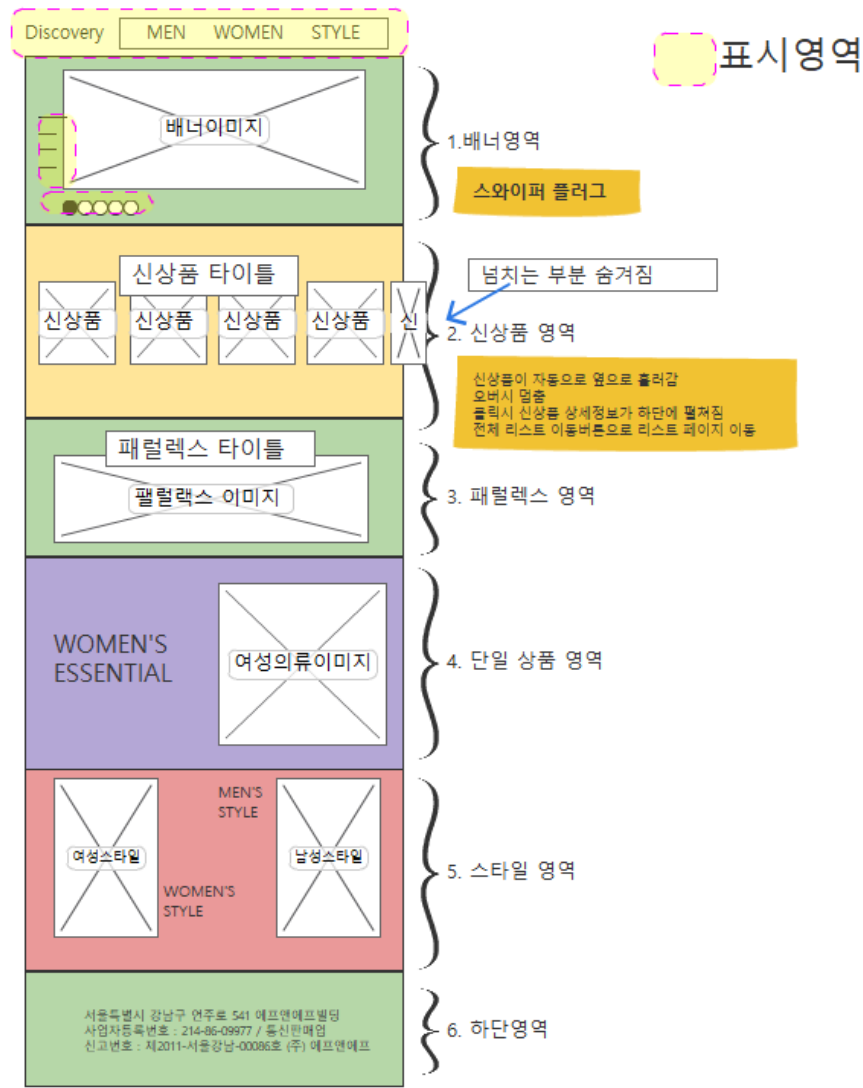 Discovery MEN WOMEN STYLE
표시영역
배너이미지
1.배너영역
스와이퍼 플러그
신상품 타이틀
넘치는 부분 숨겨짐
신상품 신상품 신상품 신상품 신
2. 신상품 영역
신상품이 자동으로 옆으로 흘러감
오버시 멈춤
클릭시 신상품 상세정보가 하단에 펼쳐짐
전체 리스트 이동버튼으로 리스트 페이지 이동
패럴렉스 타이틀
팰럴랙스 이미지
3. 패럴렉스 영역
WOMEN'S
ESSENTIAL
여성의류이미지
4. 단일 상품 영역
MEN'S
STYLE
여성스타일
남성스타일
5. 스타일 영역
WOMEN'S
STYLE
서울특별시 강남구 언주로 541 에프앤에프빌딩
사업자등록번호 : 214-86-09977 / 통신판매업
신고번호 : 제2011-서울강남-00086호 (주) 에프앤에프
6. 하단영역